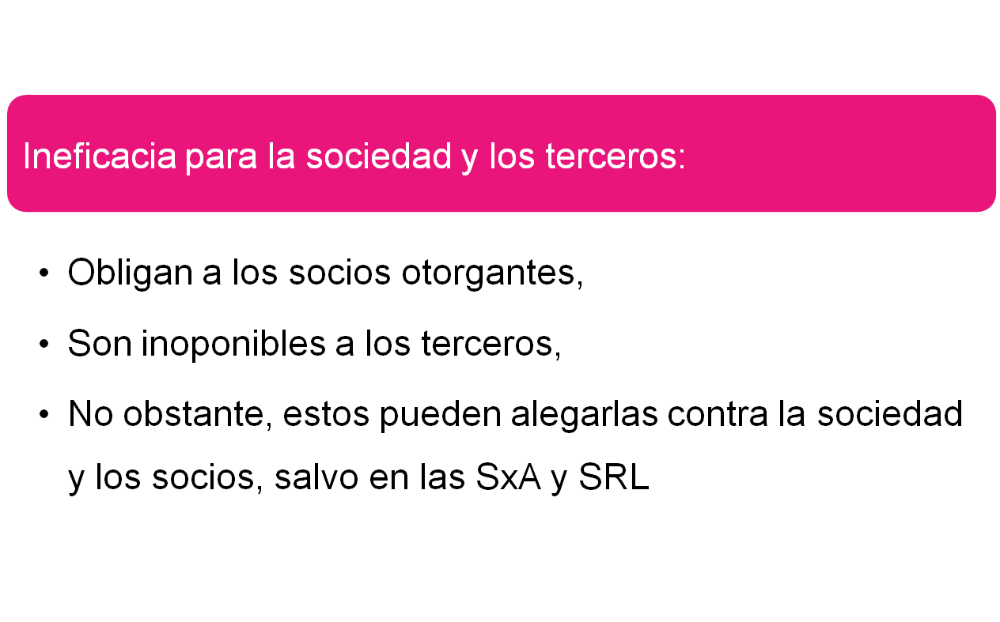 Ineficacia para la sociedad y los terceros:
• Obligan a los socios otorgantes,
• Son inoponibles a los terceros,
• No obstante, estos pueden alegarlas contra la sociedad
y los socios, salvo en las SxA y SRL